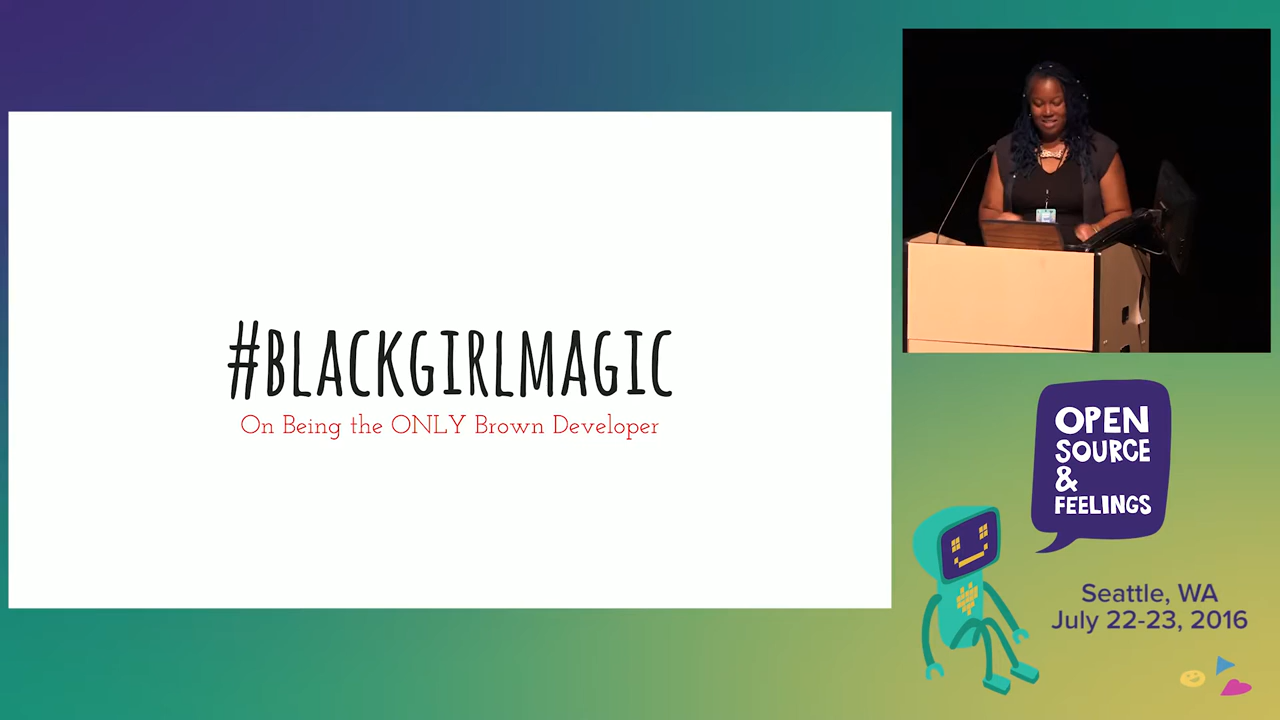 #BLACKGIRLMAGIC
On Being the ONLY Brown Developer
OPEN
SOURCE
&
FEELINGS
Seattle, WA
July 22-23, 2016